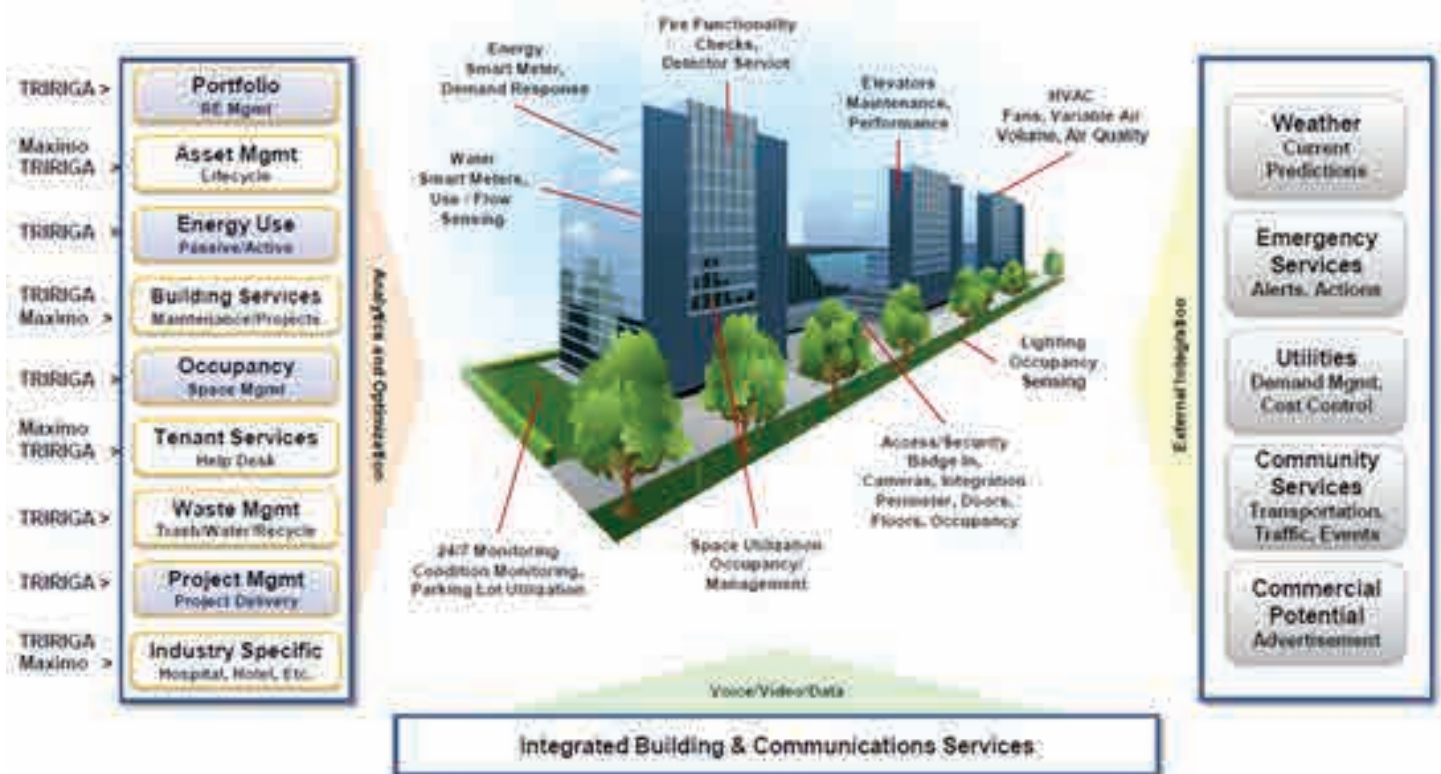 TRIRIGA >
Portfolio
RE Mgmt
Maximo
TRIRIGA >
Asset Mgmt
Lifecycle
TRIRIGA >
Energy Use
Passive/Active
TRIRIGA
Maximo >
Building Services
Maintenance/Projects
TRIRIGA >
Occupancy
Space Mgmt
Maximo
TRIRIGA >
Tenant Services
Help Desk
TRIRIGA >
Waste Mgmt
Trash/Water/Recycle
TRIRIGA >
Project Mgmt
Project Delivery
TRIRIGA
Maximo >
Industry Specific
Hospital, Hotel, Etc.
Analytics and Optimization
Energy
Smart Meter,
Demand Response
Fire Functionality
Checks,
Detector Service
Water
Smart Meters,
Use / Flow
Sensing
Elevators
Maintenance,
Performance
HVAC
Fans, Variable Air
Volume, Air Quality
Lighting
Occupancy
Sensing
Access/Security
Badge in,
Cameras, Integration
Perimeter, Doors,
Floors, Occupancy
Space Utilization
Occupancy/
Management
24/7 Monitoring
Condition Monitoring,
Parking Lot Utilization
External Integration
Weather
Current
Predictions
Emergency
Services
Alerts, Actions
Utilities
Demand Mgmt,
Cost Control
Community
Services
Transportation,
Traffic, Events
Commercial
Potential
Advertisement
Voice/Video/Data
Integrated Building & Communications Services